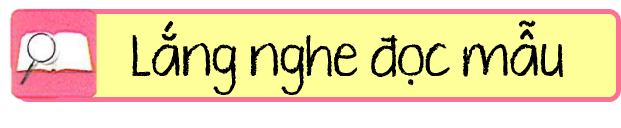 Lắng nghe đọc mẫu